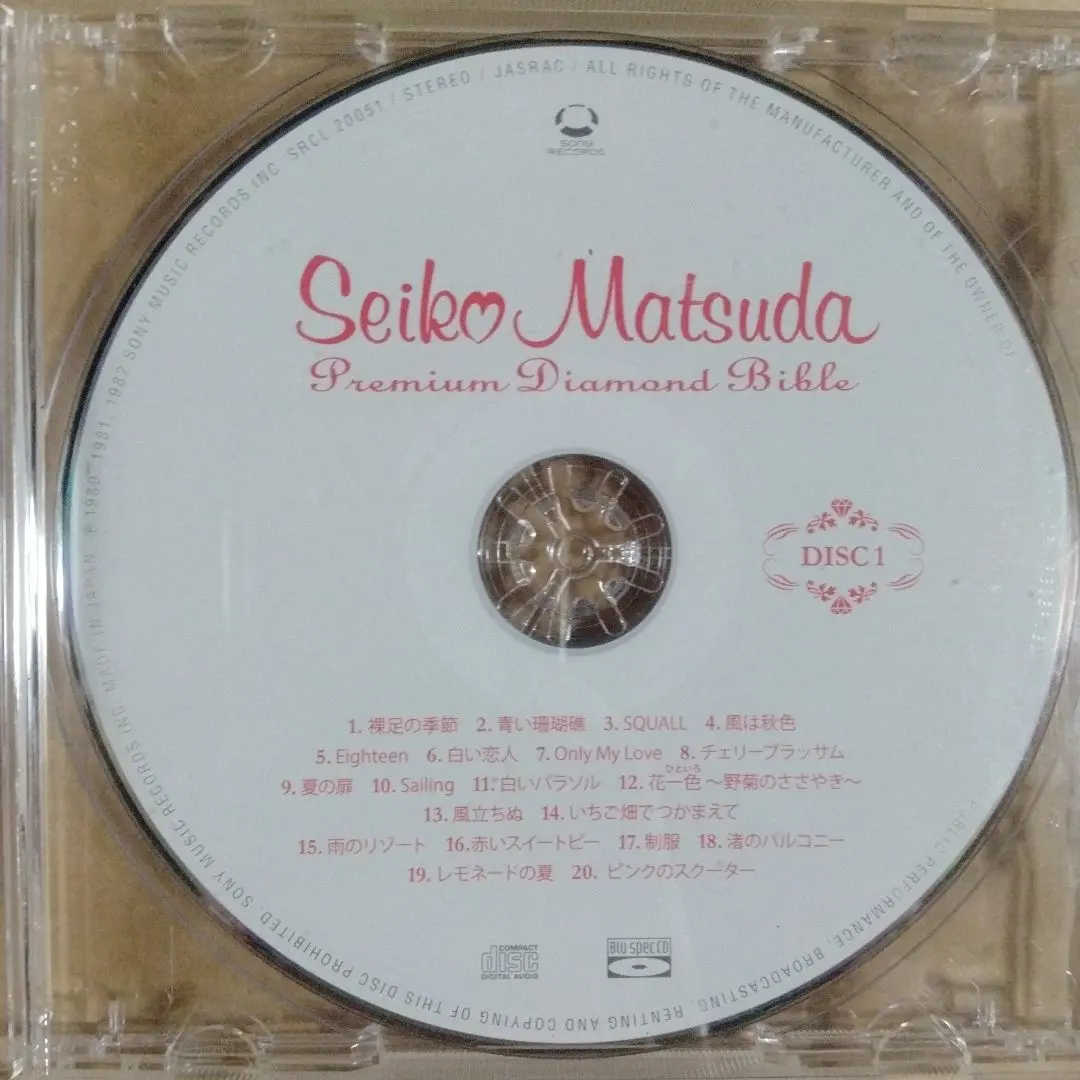 SONY MUSIC RECORDS INC. SRCL 20051 / STEREO / JASRAC / ALL RIGHTS OF THE MANUFACTURER AND OF THE OWNER OF
SONY
RECORDS
Seiko Matsuda
Premium Diamond Bible
DISC 1
1. 裸足の季節 2. 青い珊瑚礁 3. SQUALL 4. 風は秋色
5. Eighteen 6. 白い恋人 7. Only My Love 8. チェリーブラッサム
9. 夏の扉 10. Sailing 11. 白いパラソル 12. 花一色 ～野菊のささやき～
ひといろ
13. 風立ちぬ 14. いちご畑でつかまえて
15. 雨のリゾート 16. 赤いスイートピー 17. 制服 18. 渚のバルコニー
19. レモネードの夏 20. ピンクのスクーター
COMPACT
disc
DIGITAL AUDIO
Blu-spec CD
PUBLIC PERFORMANCE, BROADCASTING, RENTING AND COPYING OF THIS DISC PROHIBITED. SONY MUSIC RECORDS INC. MADE IN JAPAN ℗1980, 1981, 1982